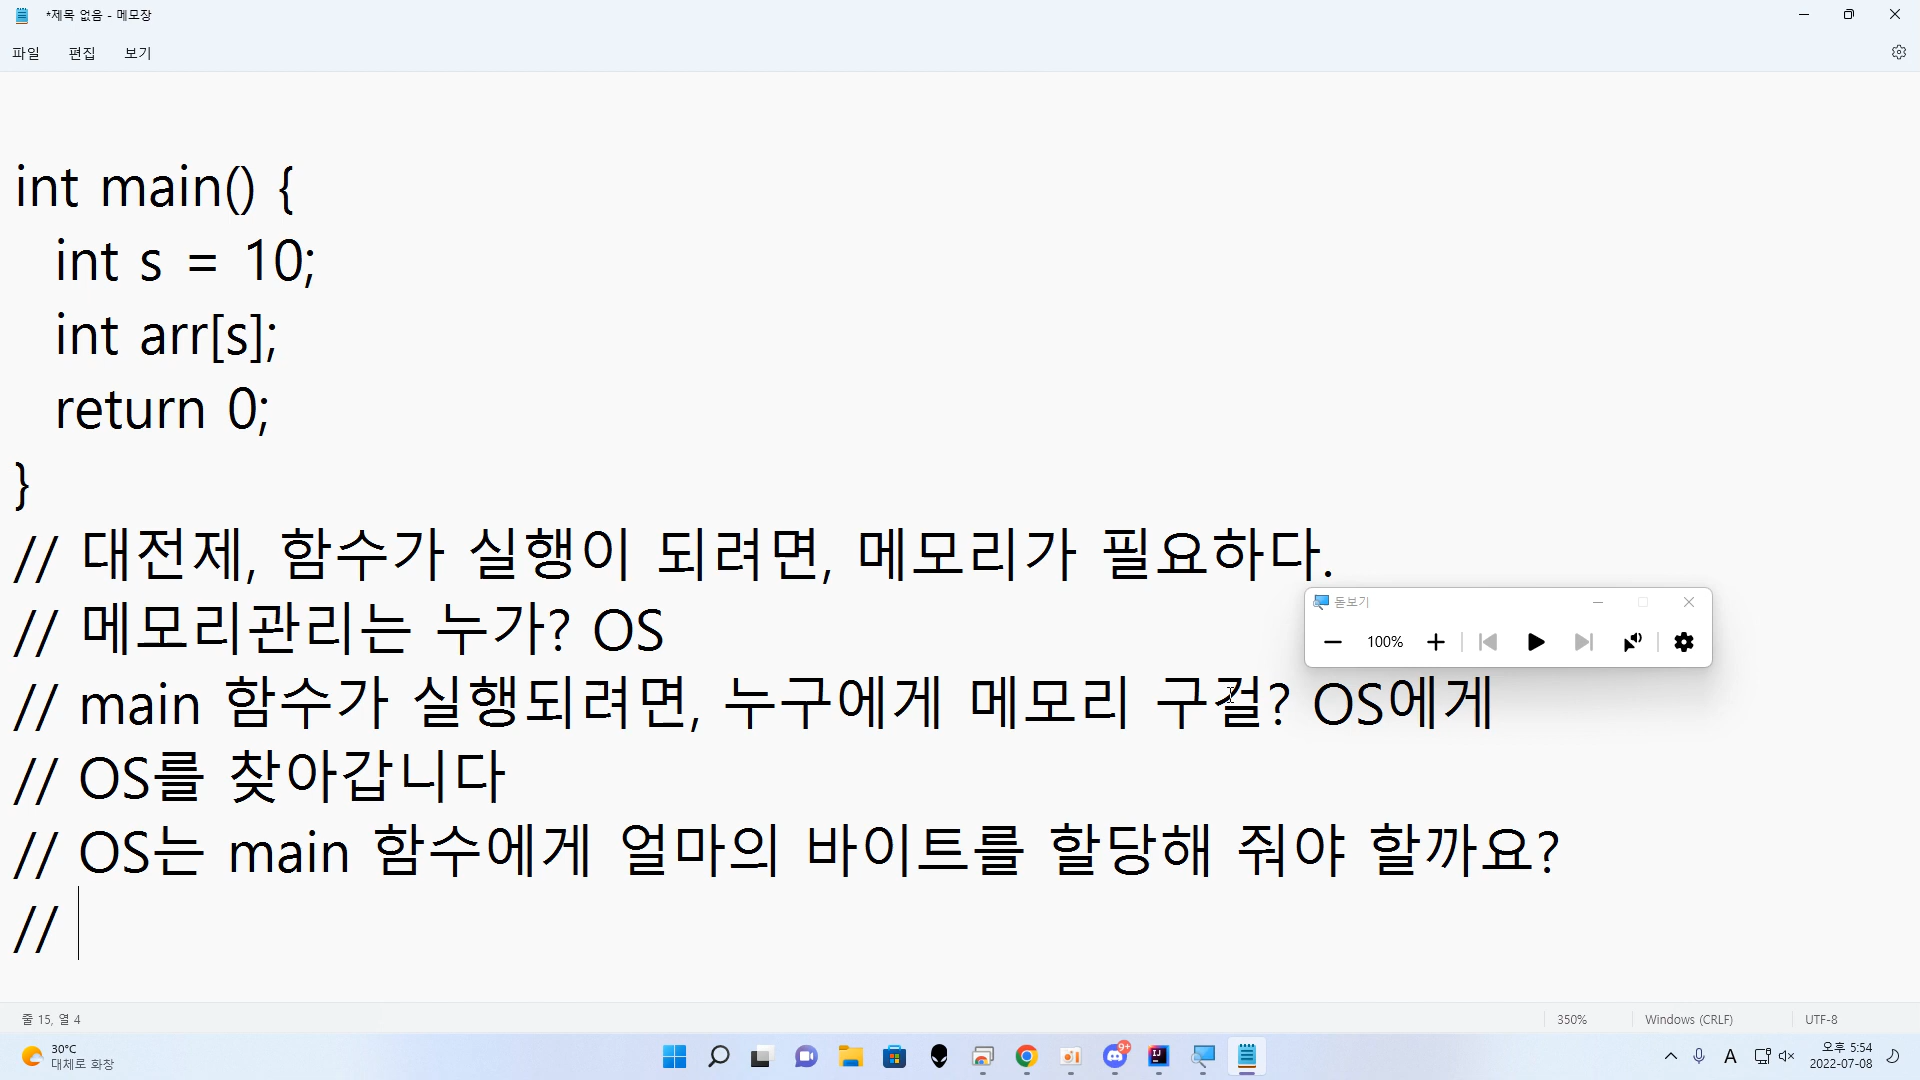 *제목 없음 - 메모장
파일 편집 보기
int main() {
int s = 10;
int arr[s];
return 0;
}
// 대전제, 함수가 실행이 되려면, 메모리가 필요하다.
// 메모리관리는 누가? OS
돋보기
100%
// main 함수가 실행되려면, 누구에게 메모리 구걸? OS에게
// OS를 찾아갑니다
// OS는 main 함수에게 얼마의 바이트를 할당해 줘야 할까요?
//
줄 15, 열 4 350% Windows (CRLF) UTF-8
30°C
대체로 화창
9+
IJ
A
오후 5:54
2022-07-08